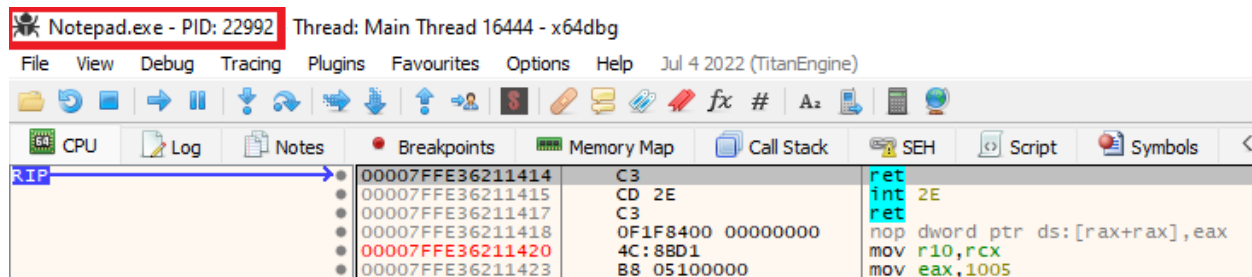 Notepad.exe - PID: 22992 Thread: Main Thread 16444 - x64dbg
File View Debug Tracing Plugins Favourites Options Help Jul 4 2022 (TitanEngine)
S fx # Az
64 CPU Log Notes Breakpoints Memory Map Call Stack SEH Script Symbols
RIP 00007FFE36211414 C3 ret
00007FFE36211415 CD 2E int 2E
00007FFE36211417 C3 ret
00007FFE36211418 0F1F8400 00000000 nop dword ptr ds:[rax+rax],eax
00007FFE36211420 4C:8BD1 mov r10,rcx
00007FFE36211423 B8 05100000 mov eax,1005